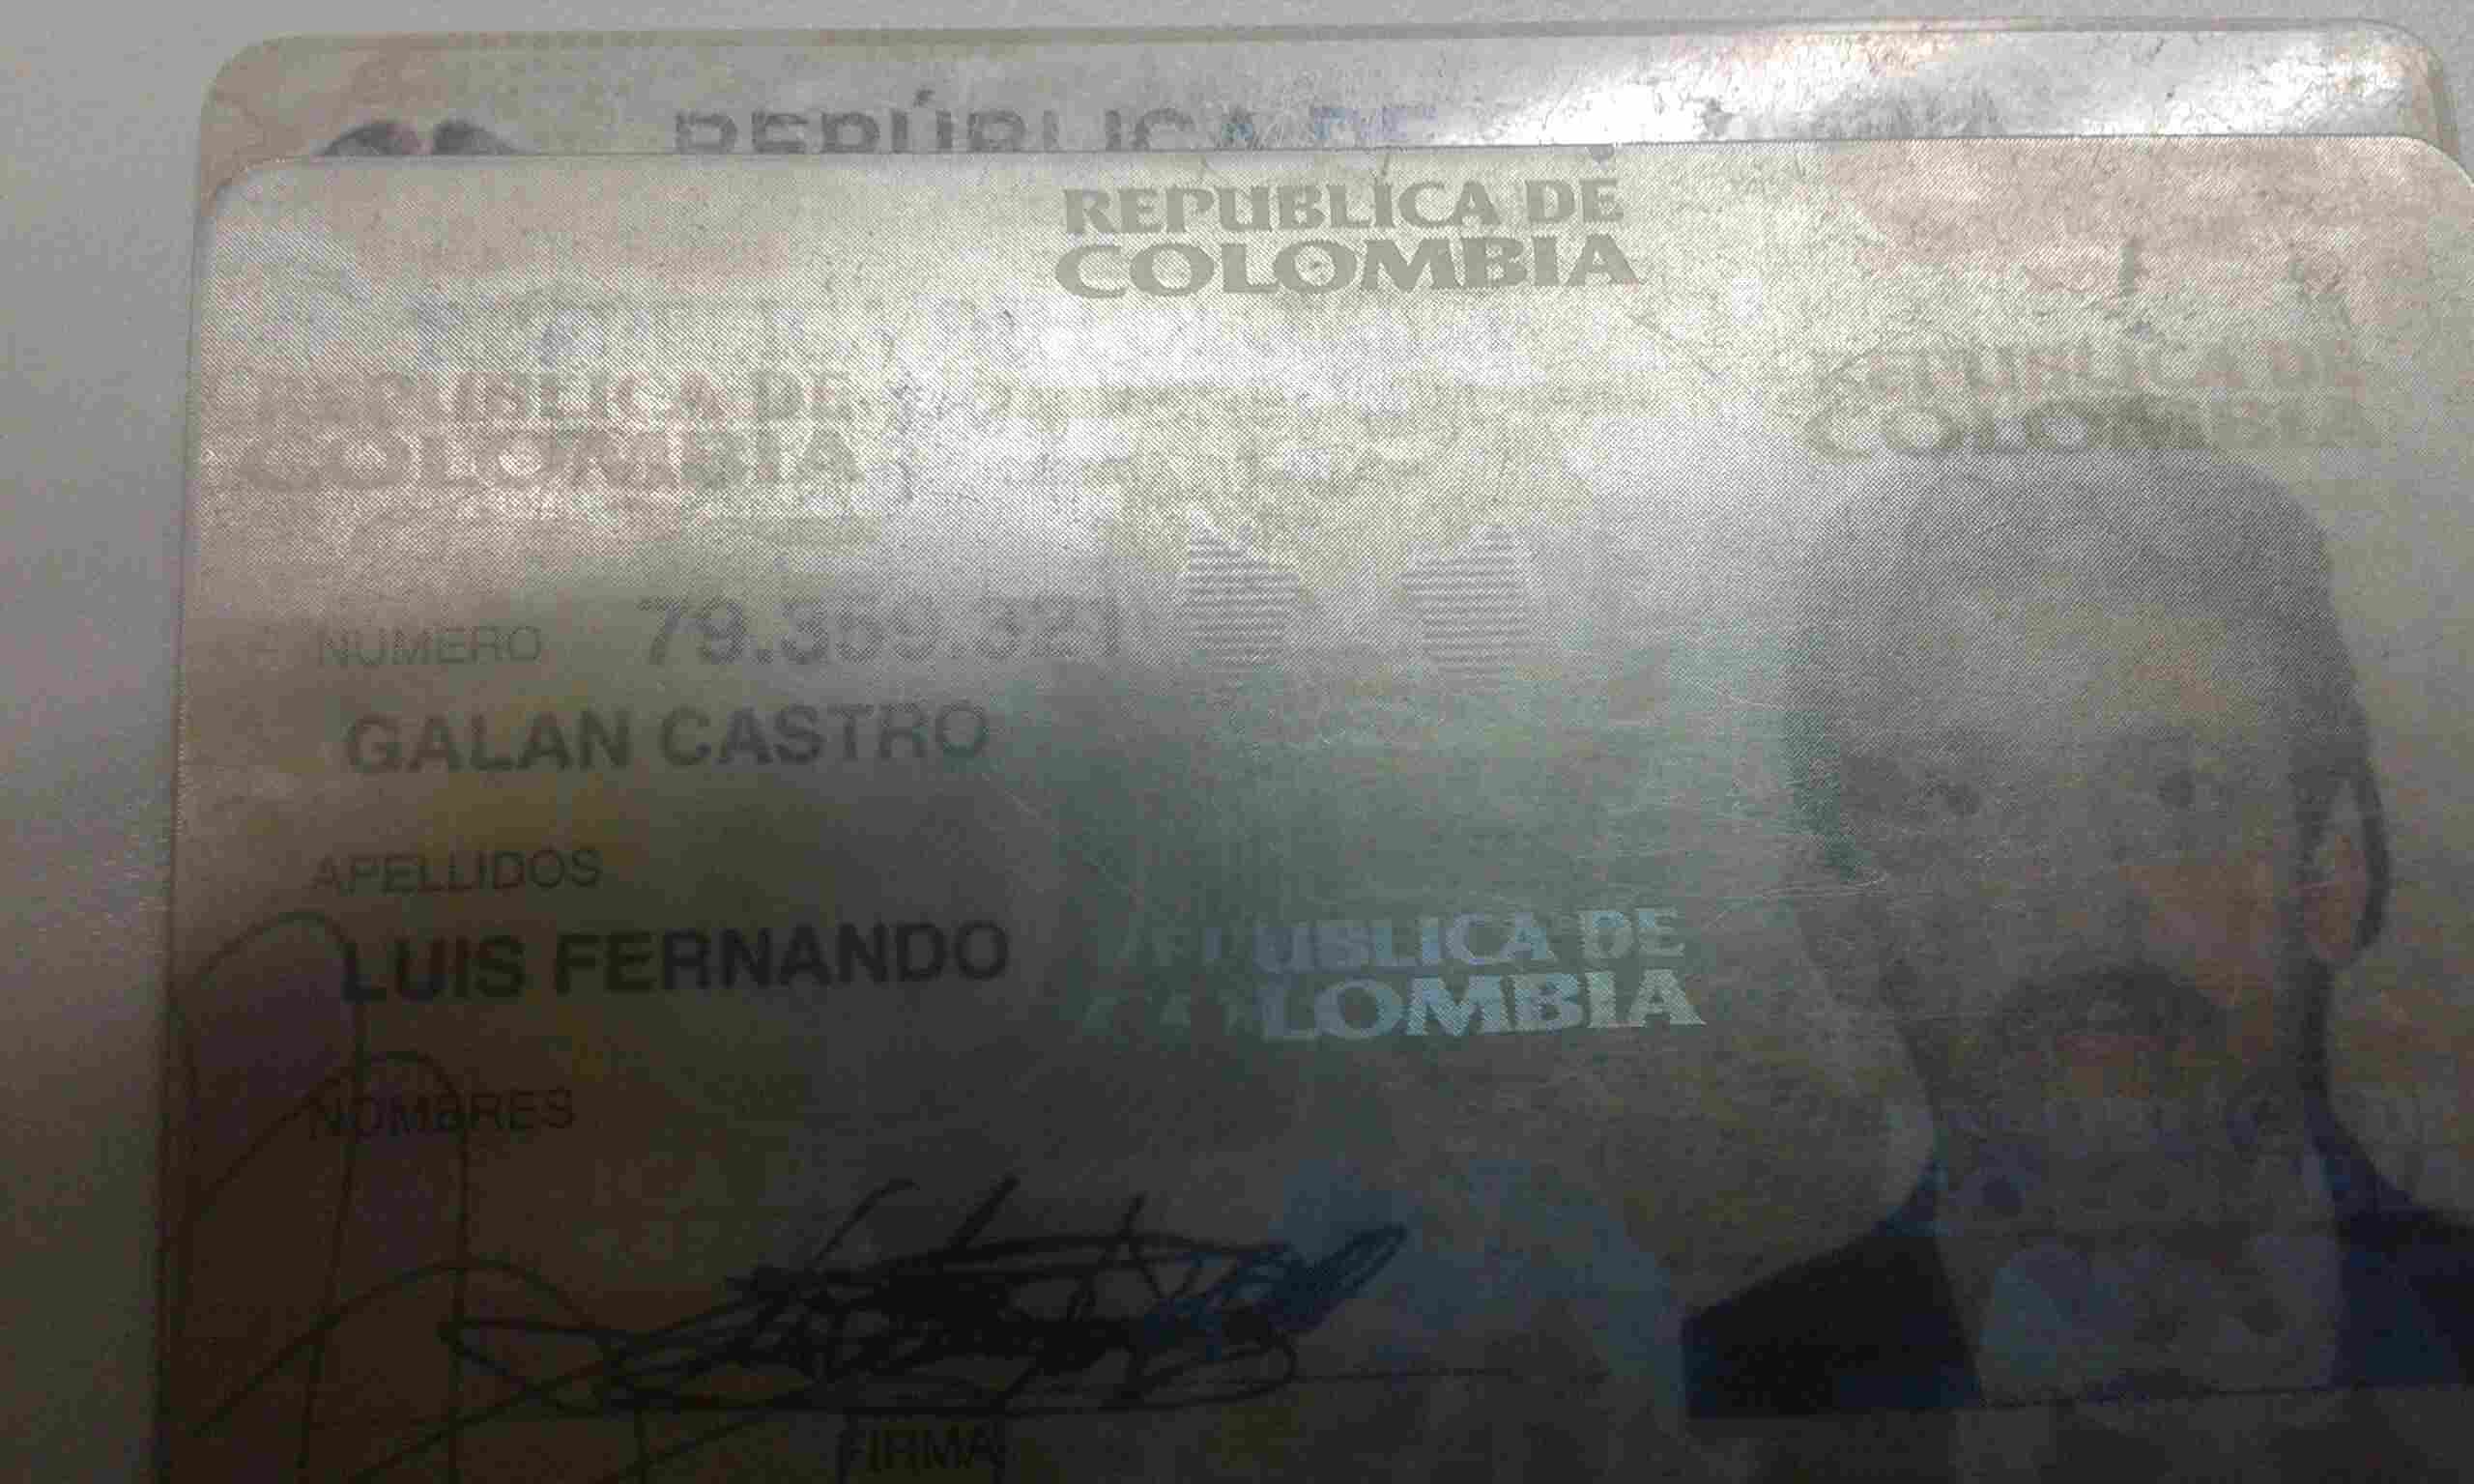 REPÚBLICA DE
REPUBLICA DE
COLOMBIA
REPUBLICA DE
COLOMBIA
REPUBLICA DE
COLOMBIA
NUMERO 79.359.321
GALAN CASTRO
APELLIDOS
LUIS FERNANDO
REPUBLICA DE
COLOMBIA
NOMBRES
FIRMA